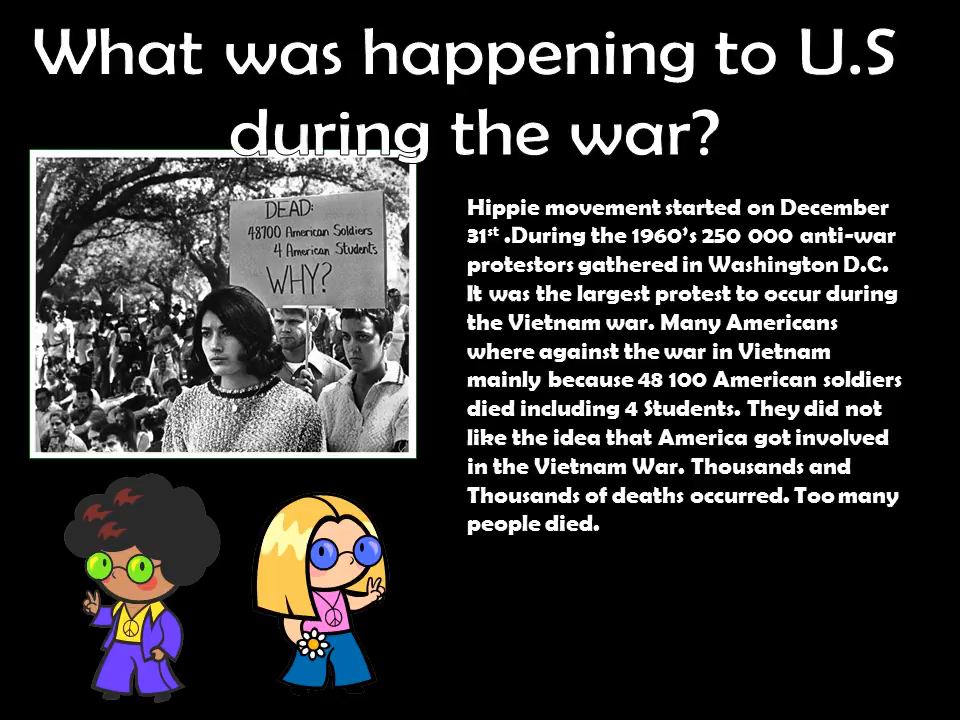 What was happening to U.S
during the war?
DEAD:
48700 American Soldiers
4 American Students
WHY?
Hippie movement started on December
31st .During the 1960’s 250 000 anti-war
protestors gathered in Washington D.C.
It was the largest protest to occur during
the Vietnam war. Many Americans
where against the war in Vietnam
mainly because 48 100 American soldiers
died including 4 Students. They did not
like the idea that America got involved
in the Vietnam War. Thousands and
Thousands of deaths occurred. Too many
people died.